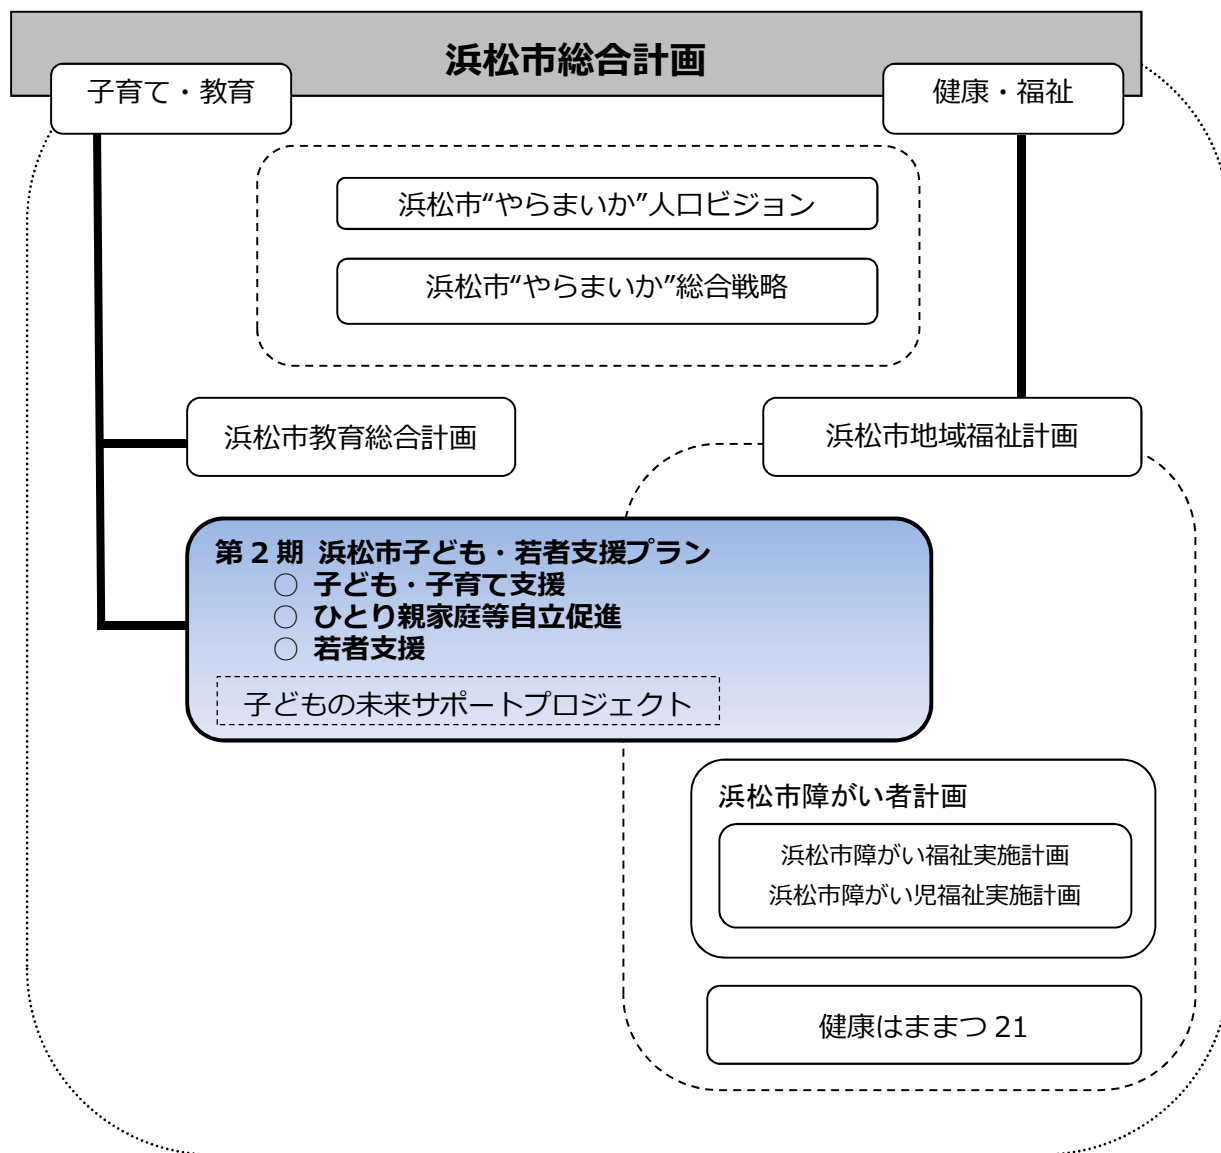 浜松市総合計画
子育て・教育
健康・福祉
浜松市“やらまいか”人口ビジョン
浜松市“やらまいか”総合戦略
浜松市教育総合計画
浜松市地域福祉計画
第２期 浜松市子ども・若者支援プラン
○ 子ども・子育て支援
○ ひとり親家庭等自立促進
○ 若者支援
子どもの未来サポートプロジェクト
浜松市障がい者計画
浜松市障がい福祉実施計画
浜松市障がい児福祉実施計画
健康はままつ 21